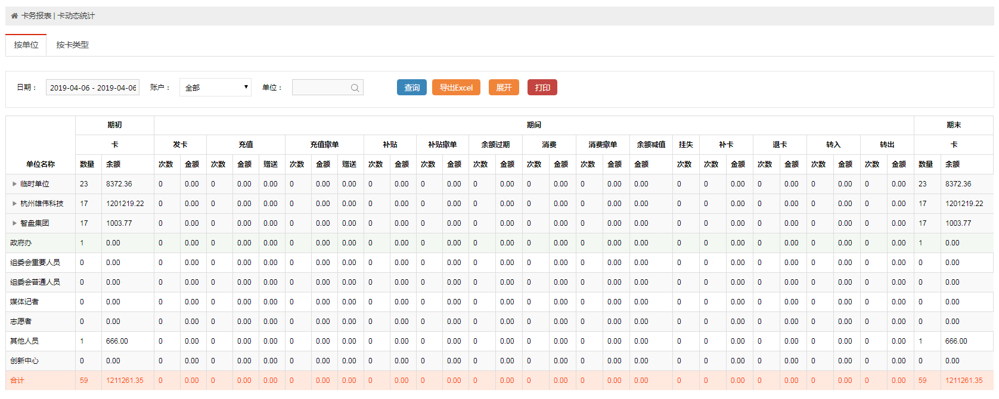 卡务报表 | 卡动态统计
按单位 按卡类型
日期： 2019-04-06 - 2019-04-06 账户： 全部 单位： 查询 导出Excel 展开 打印
期初 期间 期末
卡 发卡 充值 充值撤单 补贴 补贴撤单 余额过期 消费 消费撤单 余额减值 挂失 补卡 退卡 转入 转出 卡
单位名称 数量 余额 次数 金额 次数 金额 赠送 次数 金额 赠送 次数 金额 次数 金额 次数 金额 次数 金额 次数 金额 金额 次数 次数 金额 次数 金额 次数 金额 次数 金额 数量 余额
临时单位 23 8372.36 0 0.00 0 0.00 0.00 0 0.00 0.00 0 0.00 0 0.00 0 0.00 0 0.00 0 0.00 0.00 0 0 0.00 0 0.00 0 0.00 0 0.00 23 8372.36
杭州雄伟科技 17 1201219.22 0 0.00 0 0.00 0.00 0 0.00 0.00 0 0.00 0 0.00 0 0.00 0 0.00 0 0.00 0.00 0 0 0.00 0 0.00 0 0.00 0 0.00 17 1201219.22
智盘集团 17 1003.77 0 0.00 0 0.00 0.00 0 0.00 0.00 0 0.00 0 0.00 0 0.00 0 0.00 0 0.00 0.00 0 0 0.00 0 0.00 0 0.00 0 0.00 17 1003.77
政府办 1 0.00 0 0.00 0 0.00 0.00 0 0.00 0.00 0 0.00 0 0.00 0 0.00 0 0.00 0 0.00 0.00 0 0 0.00 0 0.00 0 0.00 0 0.00 1 0.00
组委会重要人员 0 0.00 0 0.00 0 0.00 0.00 0 0.00 0.00 0 0.00 0 0.00 0 0.00 0 0.00 0 0.00 0.00 0 0 0.00 0 0.00 0 0.00 0 0.00 0 0.00
组委会普通人员 0 0.00 0 0.00 0 0.00 0.00 0 0.00 0.00 0 0.00 0 0.00 0 0.00 0 0.00 0 0.00 0.00 0 0 0.00 0 0.00 0 0.00 0 0.00 0 0.00
媒体记者 0 0.00 0 0.00 0 0.00 0.00 0 0.00 0.00 0 0.00 0 0.00 0 0.00 0 0.00 0 0.00 0.00 0 0 0.00 0 0.00 0 0.00 0 0.00 0 0.00
志愿者 0 0.00 0 0.00 0 0.00 0.00 0 0.00 0.00 0 0.00 0 0.00 0 0.00 0 0.00 0 0.00 0.00 0 0 0.00 0 0.00 0 0.00 0 0.00 0 0.00
其他人员 1 666.00 0 0.00 0 0.00 0.00 0 0.00 0.00 0 0.00 0 0.00 0 0.00 0 0.00 0 0.00 0.00 0 0 0.00 0 0.00 0 0.00 0 0.00 1 666.00
创新中心 0 0.00 0 0.00 0 0.00 0.00 0 0.00 0.00 0 0.00 0 0.00 0 0.00 0 0.00 0 0.00 0.00 0 0 0.00 0 0.00 0 0.00 0 0.00 0 0.00
合计 59 1211261.35 0 0.00 0 0.00 0.00 0 0.00 0.00 0 0.00 0 0.00 0 0.00 0 0.00 0 0.00 0.00 0 0 0.00 0 0.00 0 0.00 0 0.00 59 1211261.35